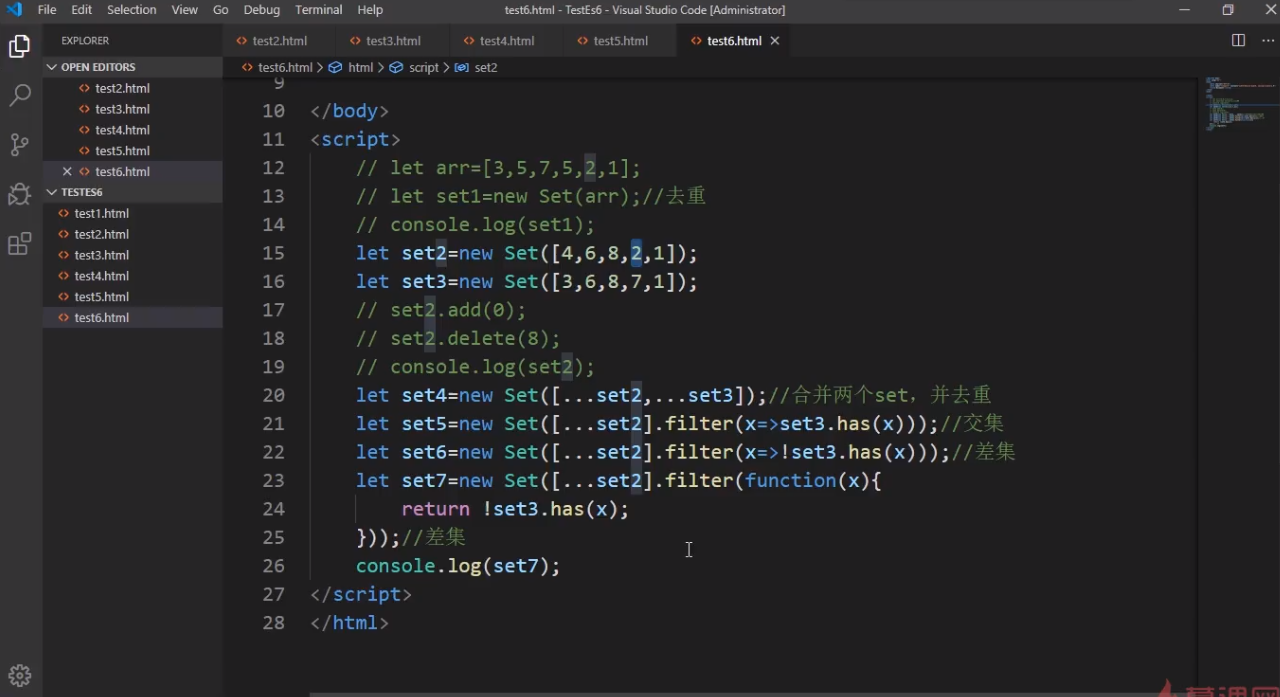 File Edit Selection View Go Debug Terminal Help test6.html - TestEs6 - Visual Studio Code [Administrator]
EXPLORER
test2.html test3.html test4.html test5.html test6.html
OPEN EDITORS
test6.html > html > script > set2
test2.html
test3.html
test4.html
test5.html
test6.html
TESTES6
test1.html
test2.html
test3.html
test4.html
test5.html
test6.html
9
10 </body>
11 <script>
12 // let arr=[3,5,7,5,2,1];
13 // let set1=new Set(arr);//去重
14 // console.log(set1);
15 let set2=new Set([4,6,8,2,1]);
16 let set3=new Set([3,6,8,7,1]);
17 // set2.add(0);
18 // set2.delete(8);
19 // console.log(set2);
20 let set4=new Set([...set2,...set3]);//合并两个set，并去重
21 let set5=new Set([...set2].filter(x=>set3.has(x)));//交集
22 let set6=new Set([...set2].filter(x=>!set3.has(x)));//差集
23 let set7=new Set([...set2].filter(function(x){
24 return !set3.has(x);
25 }));//差集
26 console.log(set7);
27 </script>
28 </html>